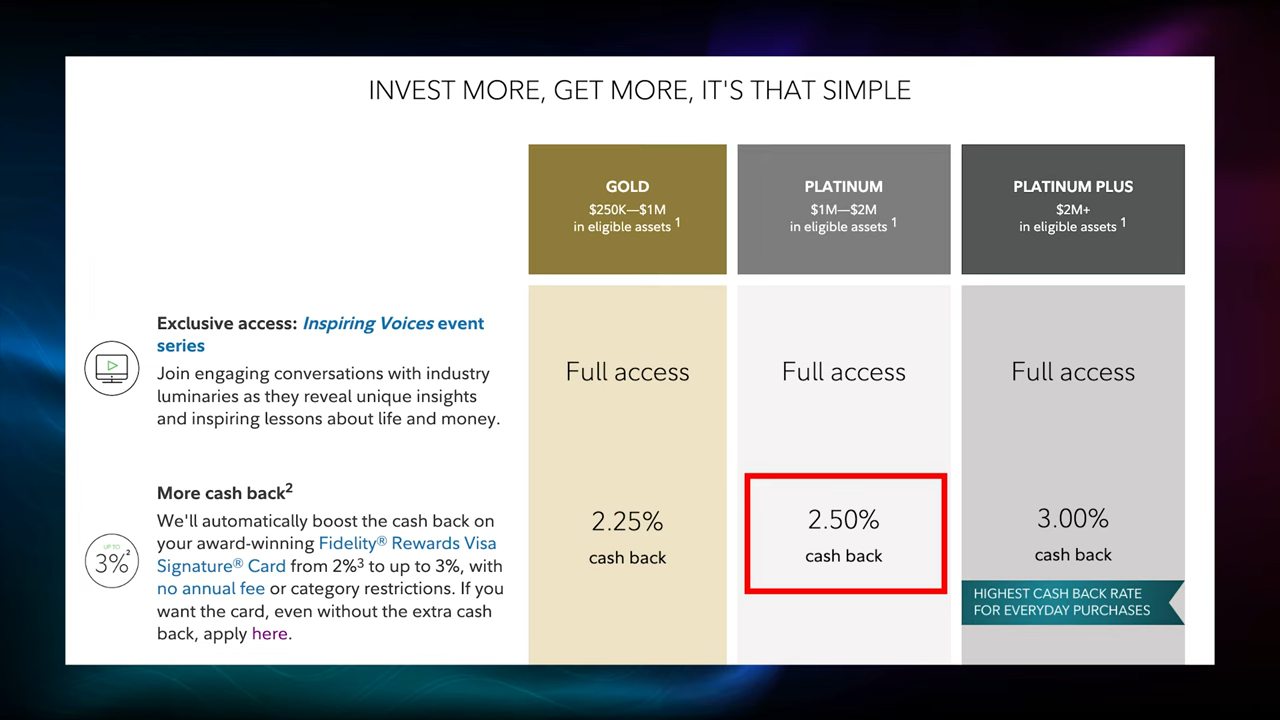 INVEST MORE, GET MORE, IT'S THAT SIMPLE
GOLD
$250K—$1M
in eligible assets 1
PLATINUM
$1M—$2M
in eligible assets 1
PLATINUM PLUS
$2M+
in eligible assets 1
Exclusive access: Inspiring Voices event
series
Join engaging conversations with industry
luminaries as they reveal unique insights
and inspiring lessons about life and money.
Full access
Full access
Full access
UP TO
3%2
More cash back2
We'll automatically boost the cash back on
your award-winning Fidelity® Rewards Visa
Signature® Card from 2%3 to up to 3%, with
no annual fee or category restrictions. If you
want the card, even without the extra cash
back, apply here.
2.25%
cash back
2.50%
cash back
3.00%
cash back
HIGHEST CASH BACK RATE
FOR EVERYDAY PURCHASES